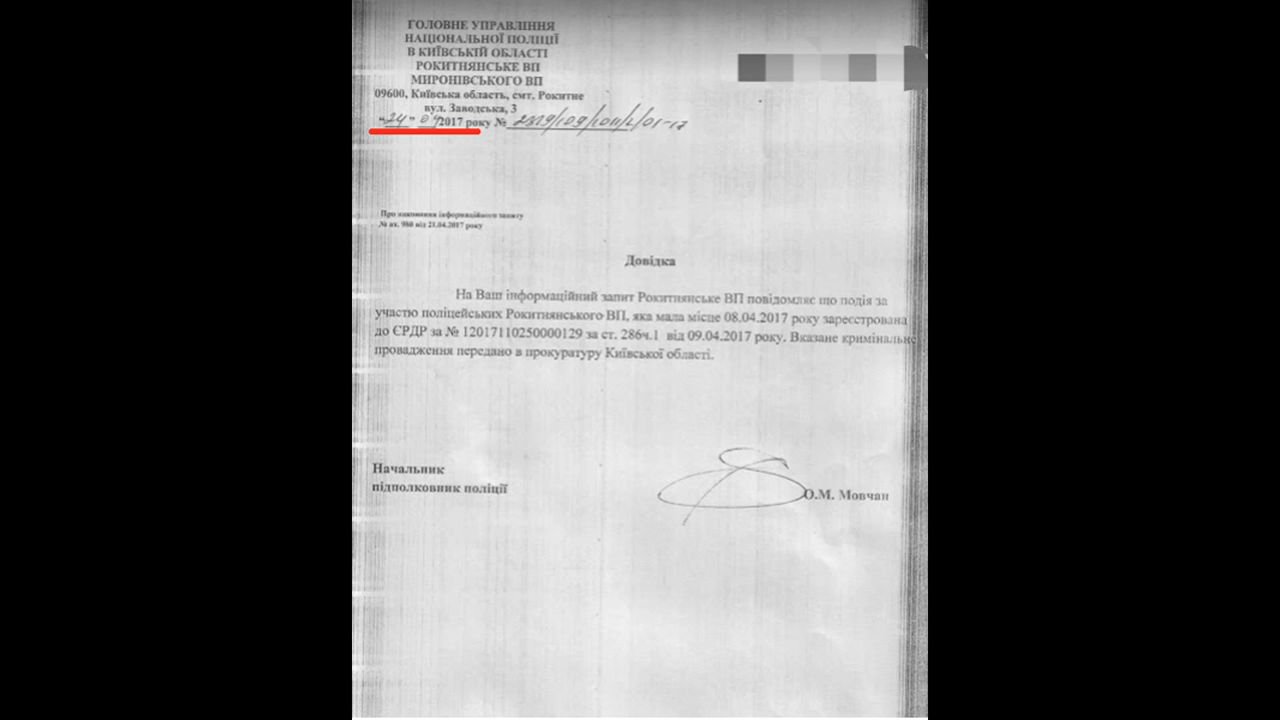 ГОЛОВНЕ УПРАВЛІННЯ
НАЦІОНАЛЬНОЇ ПОЛІЦІЇ
В КИЇВСЬКІЙ ОБЛАСТІ
РОКИТНЯНСЬКЕ ВП
МИРОНІВСЬКОГО ВП
09600, Київська область, смт. Рокитне
вул. Заводська, 3
"24" 04 2017 року №
Про виконання інформаційного запиту
№ вх. 980 від 21.04.2017 року
Довідка
На Ваш інформаційний запит Рокитнянське ВП повідомляє що подія за
участю поліцейських Рокитнянського ВП, яка мала місце 08.04.2017 року зареєстрована
до ЄРДР за № 12017110250000129 за ст. 286ч.1 від 09.04.2017 року. Вказане кримінальне
провадження передано в прокуратуру Київської області.
Начальник
підполковник поліції
О.М. Мовчан